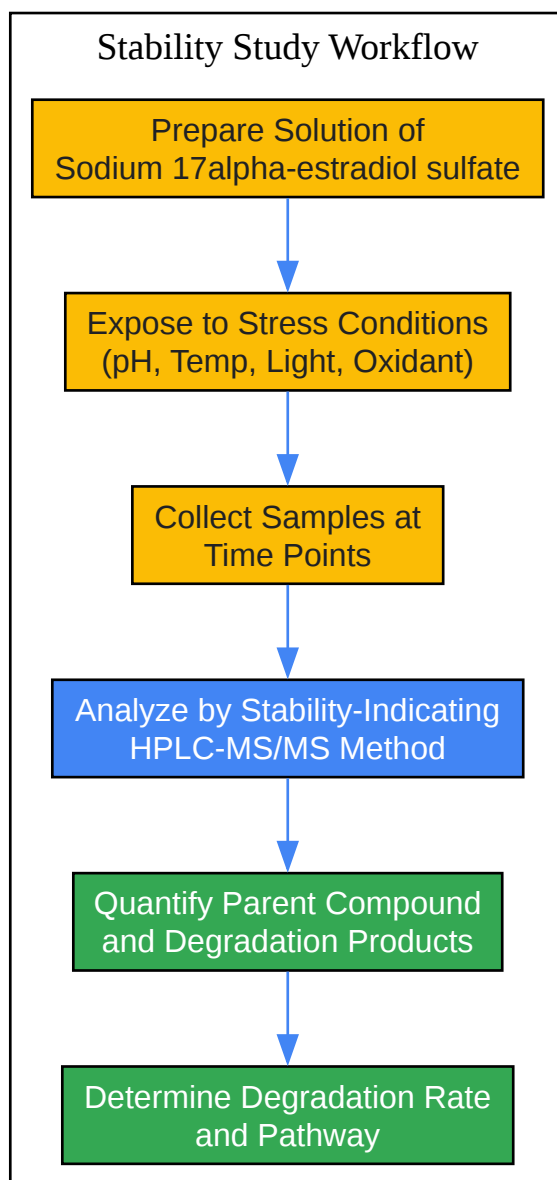 Stability Study Workflow
Prepare Solution of
Sodium 17alpha-estradiol sulfate
Expose to Stress Conditions
(pH, Temp, Light, Oxidant)
Collect Samples at
Time Points
Analyze by Stability-Indicating
HPLC-MS/MS Method
Quantify Parent Compound
and Degradation Products
Determine Degradation Rate
and Pathway